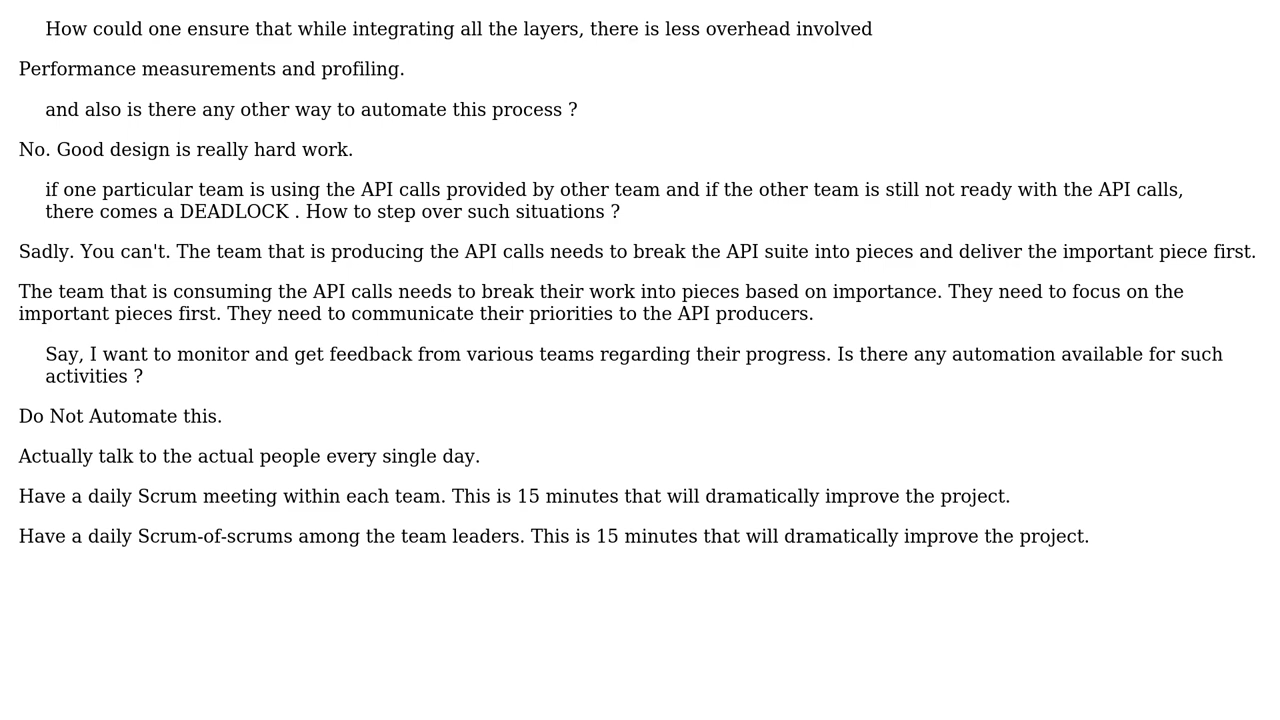 How could one ensure that while integrating all the layers, there is less overhead involved
Performance measurements and profiling.
and also is there any other way to automate this process ?
No. Good design is really hard work.
if one particular team is using the API calls provided by other team and if the other team is still not ready with the API calls,
there comes a DEADLOCK . How to step over such situations ?
Sadly. You can't. The team that is producing the API calls needs to break the API suite into pieces and deliver the important piece first.
The team that is consuming the API calls needs to break their work into pieces based on importance. They need to focus on the
important pieces first. They need to communicate their priorities to the API producers.
Say, I want to monitor and get feedback from various teams regarding their progress. Is there any automation available for such
activities ?
Do Not Automate this.
Actually talk to the actual people every single day.
Have a daily Scrum meeting within each team. This is 15 minutes that will dramatically improve the project.
Have a daily Scrum-of-scrums among the team leaders. This is 15 minutes that will dramatically improve the project.